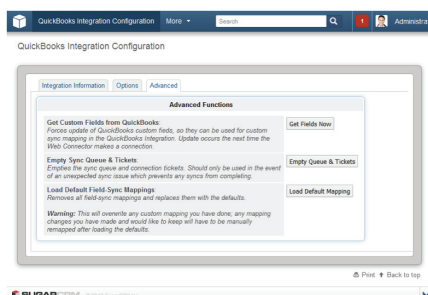 QuickBooks Integration Configuration More Search 1 Administra
QuickBooks Integration Configuration
Integration Information Options Advanced
Advanced Functions
Get Custom Fields from QuickBooks:
Forces update of QuickBooks custom fieds, so they can be used for custom
sync mapping in the QuickBooks Integration. Update occurs the next time the
Web Connector makes a connection.
Get Fields Now
Empty Sync Queue & Tickets:
Empties the sync queue and connection tickets. Should only be used in the event
of an unexpected sync issue which prevents any syncs from completing.
Empty Queue & Tickets
Load Default Field-Sync Mappings:
Removes all field-sync mappings and replaces them with the defaults.
Load Default Mapping
Warning: This will overwrite any custom mapping you have done, any mapping
changes you have made and would like to keep will have to be manually
remapped after loading the defaults.
Print Back to top
SUGARCRM